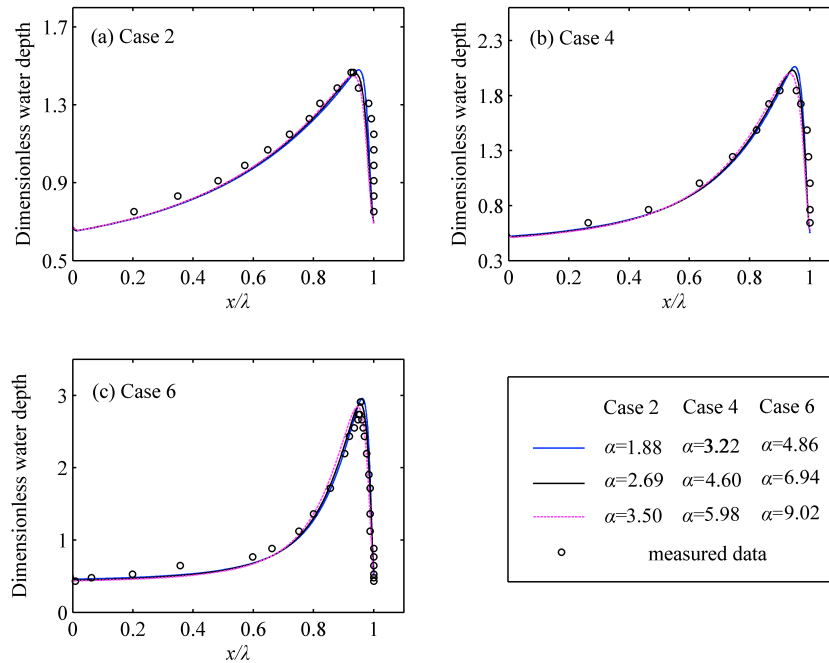 (a) Case 2
Dimensionless water depth
1.7
1.3
0.9
0.5
0 0.2 0.4 0.6 0.8 1
x/λ
(b) Case 4
Dimensionless water depth
2.3
1.8
1.3
0.8
0.3
0 0.2 0.4 0.6 0.8 1
x/λ
(c) Case 6
Dimensionless water depth
3
2
1
0
0 0.2 0.4 0.6 0.8 1
x/λ
Case 2 Case 4 Case 6
α=1.88 α=3.22 α=4.86
α=2.69 α=4.60 α=6.94
α=3.50 α=5.98 α=9.02
measured data